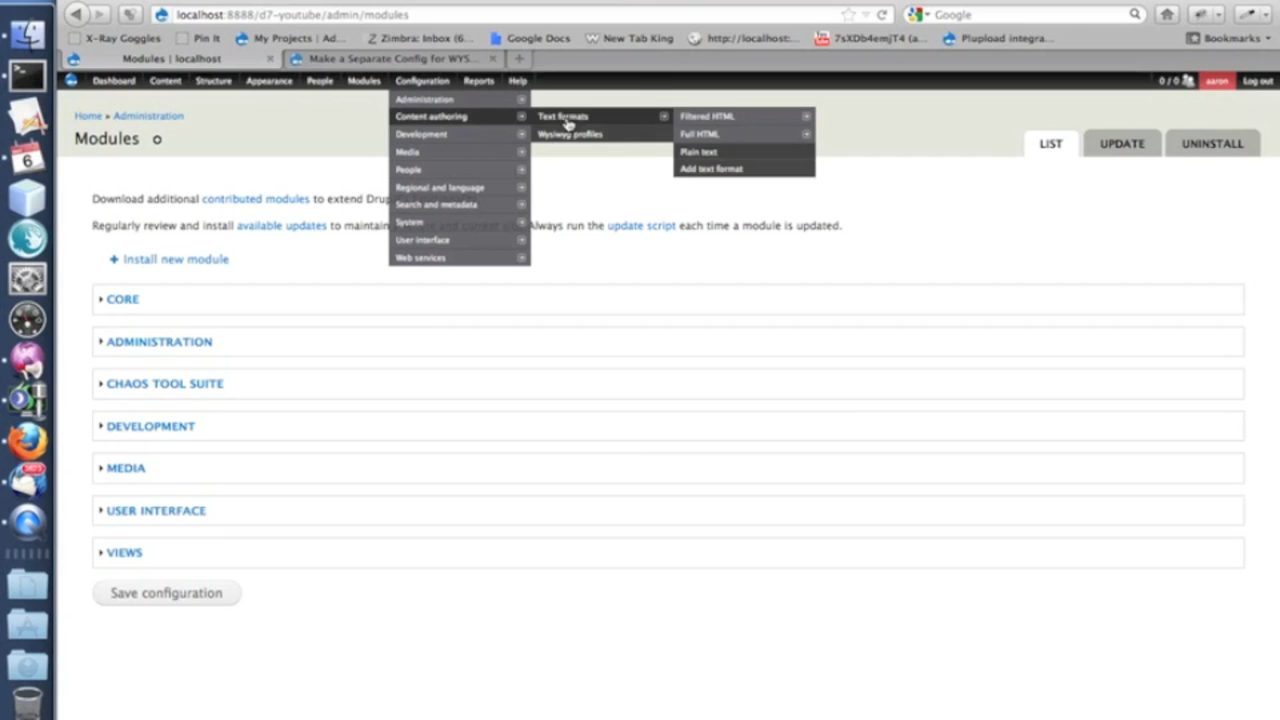 localhost:8888/d7-youtube/admin/modules
Google
X-Ray Goggles Pin It My Projects | Ad... Zimbra: Inbox (6... Google Docs New Tab King http://localhost:... 7sXDb4emjT4 (a... Plupload integra... Bookmarks
Modules | localhost
Make a Separate Config for WYS...
Dashboard Content Structure Appearance People Modules Configuration Reports Help 0 / 0 aaron Log out
Administration
Content authoring
Development
Media
People
Regional and language
Search and metadata
System
User interface
Web services
Text formats
Wysiwyg profiles
Filtered HTML
Full HTML
Plain text
Add text format
Home » Administration
Modules
LIST UPDATE UNINSTALL
Download additional contributed modules to extend Dru
Regularly review and install available updates to maintain Always run the update script each time a module is updated.
+ Install new module
CORE
ADMINISTRATION
CHAOS TOOL SUITE
DEVELOPMENT
MEDIA
USER INTERFACE
VIEWS
Save configuration
6